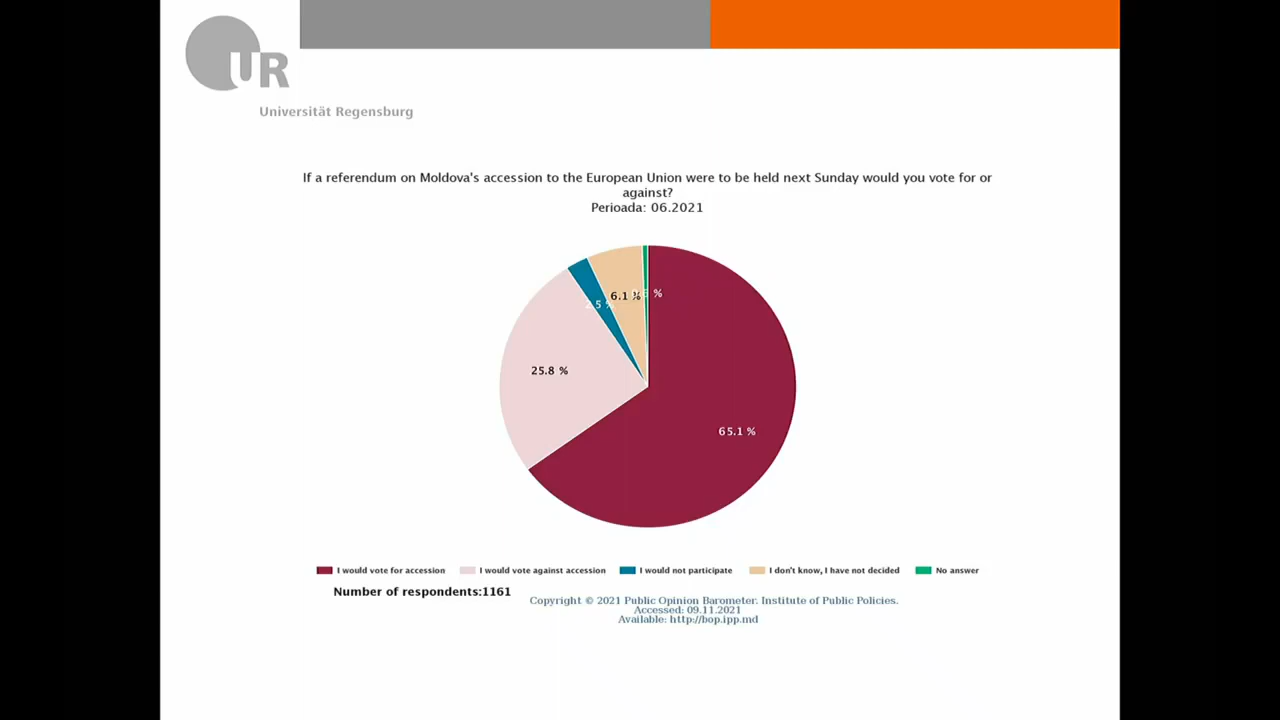 UR
Universität Regensburg
If a referendum on Moldova's accession to the European Union were to be held next Sunday would you vote for or
against?
Perioada: 06.2021
6.1 %
%
25.8 %
65.1 %
I would vote for accession I would vote against accession I would not participate I don't know, I have not decided No answer
Number of respondents:1161
Copyright © 2021 Public Opinion Barometer. Institute of Public Policies.
Accessed: 09.11.2021
Available: http://bop.ipp.md